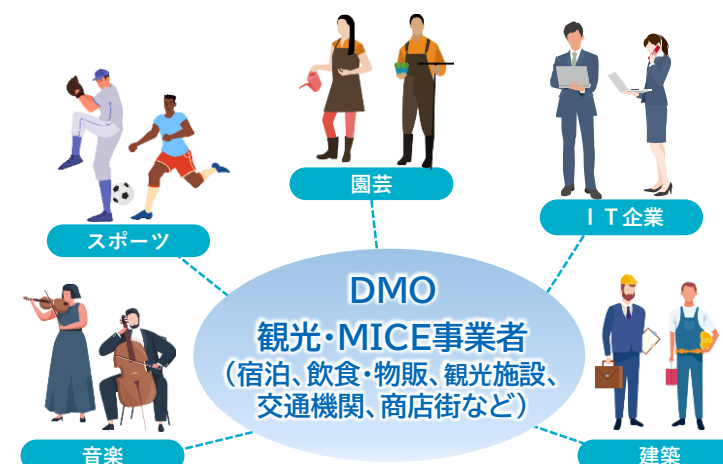 園芸
ＩＴ企業
スポーツ
DMO
観光・MICE事業者
（宿泊、飲食・物販、観光施設、
交通機関、商店街など）
音楽
建築